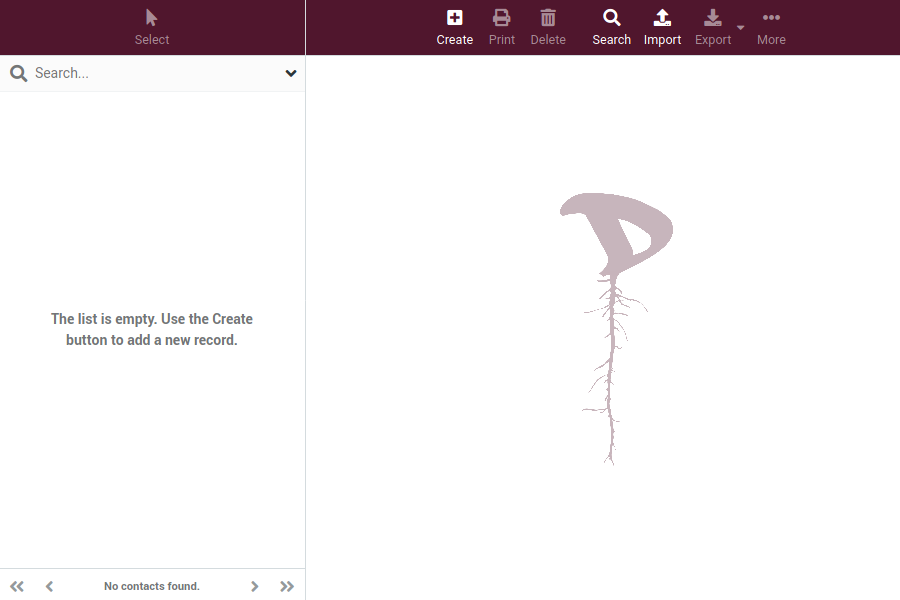 Select
Create Print Delete Search Import Export More
Search...
The list is empty. Use the Create
button to add a new record.
No contacts found.